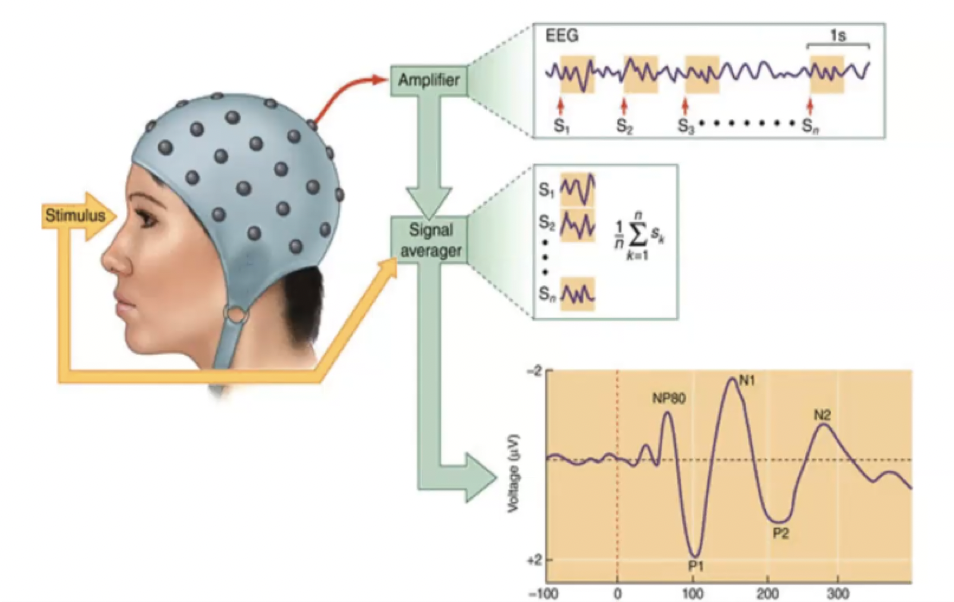 EEG
1s
Amplifier
S1 S2 S3 • • • • • • • • Sn
Stimulus
Signal
averager
S1
S2
•
•
•
Sn
1/n n∑k=1 sk
-2
NP80
N1
N2
Voltage (μV)
P2
+2
P1
-100 0 100 200 300